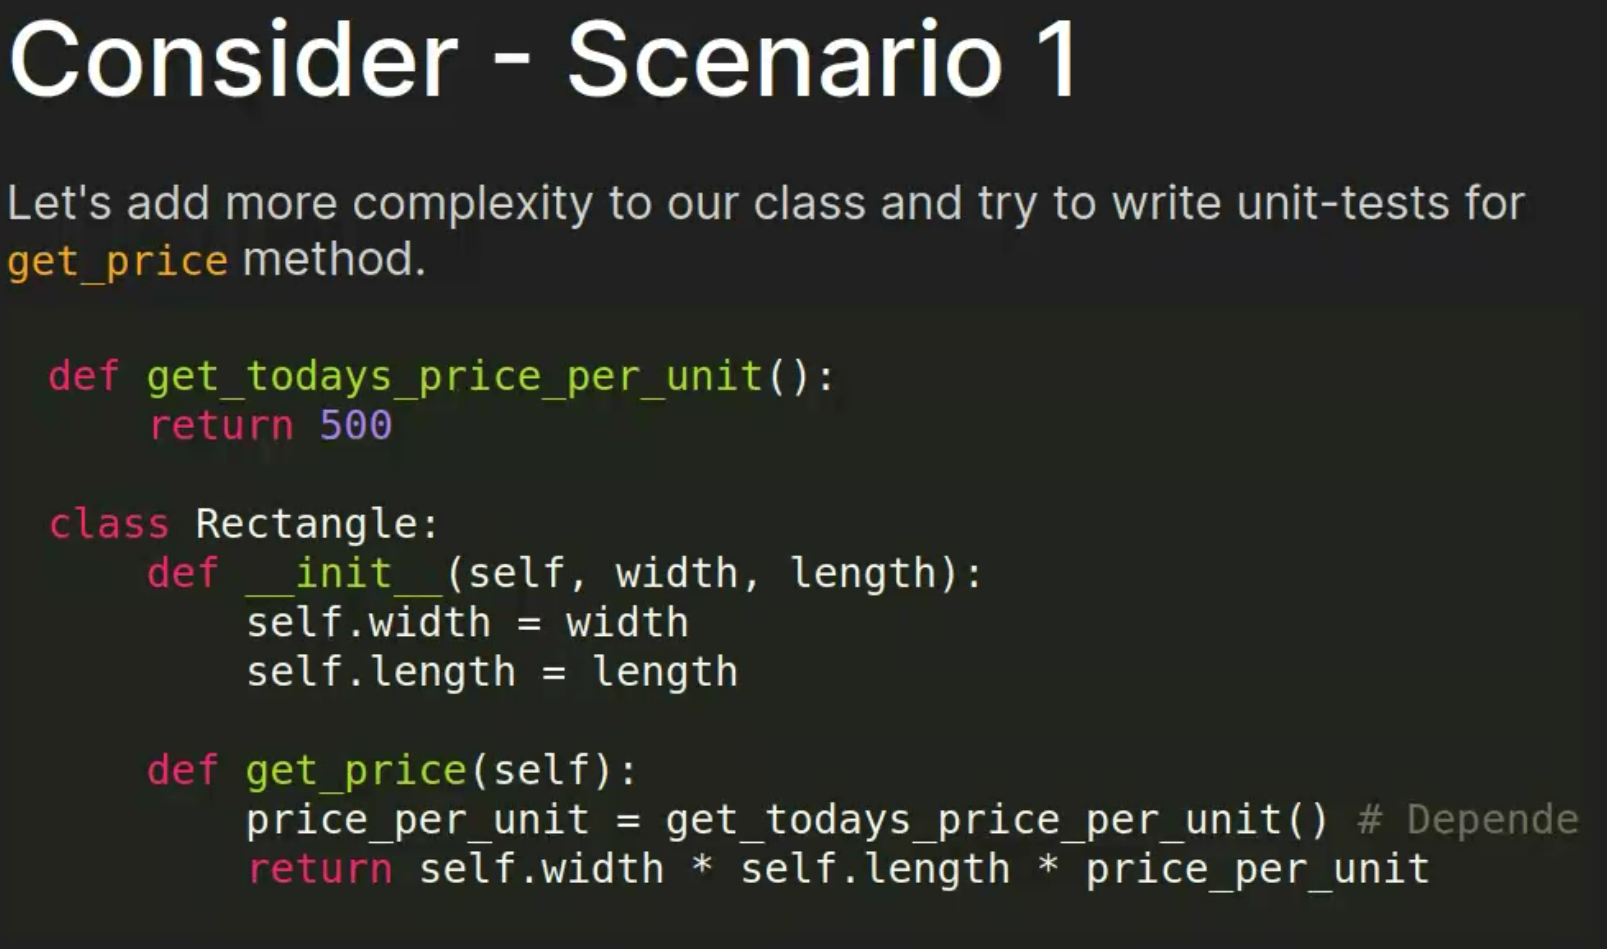 Consider - Scenario 1
Let's add more complexity to our class and try to write unit-tests for
get_price method.
def get_todays_price_per_unit():
    return 500
class Rectangle:
    def __init__(self, width, length):
        self.width = width
        self.length = length
    def get_price(self):
        price_per_unit = get_todays_price_per_unit() # Depende
        return self.width * self.length * price_per_unit